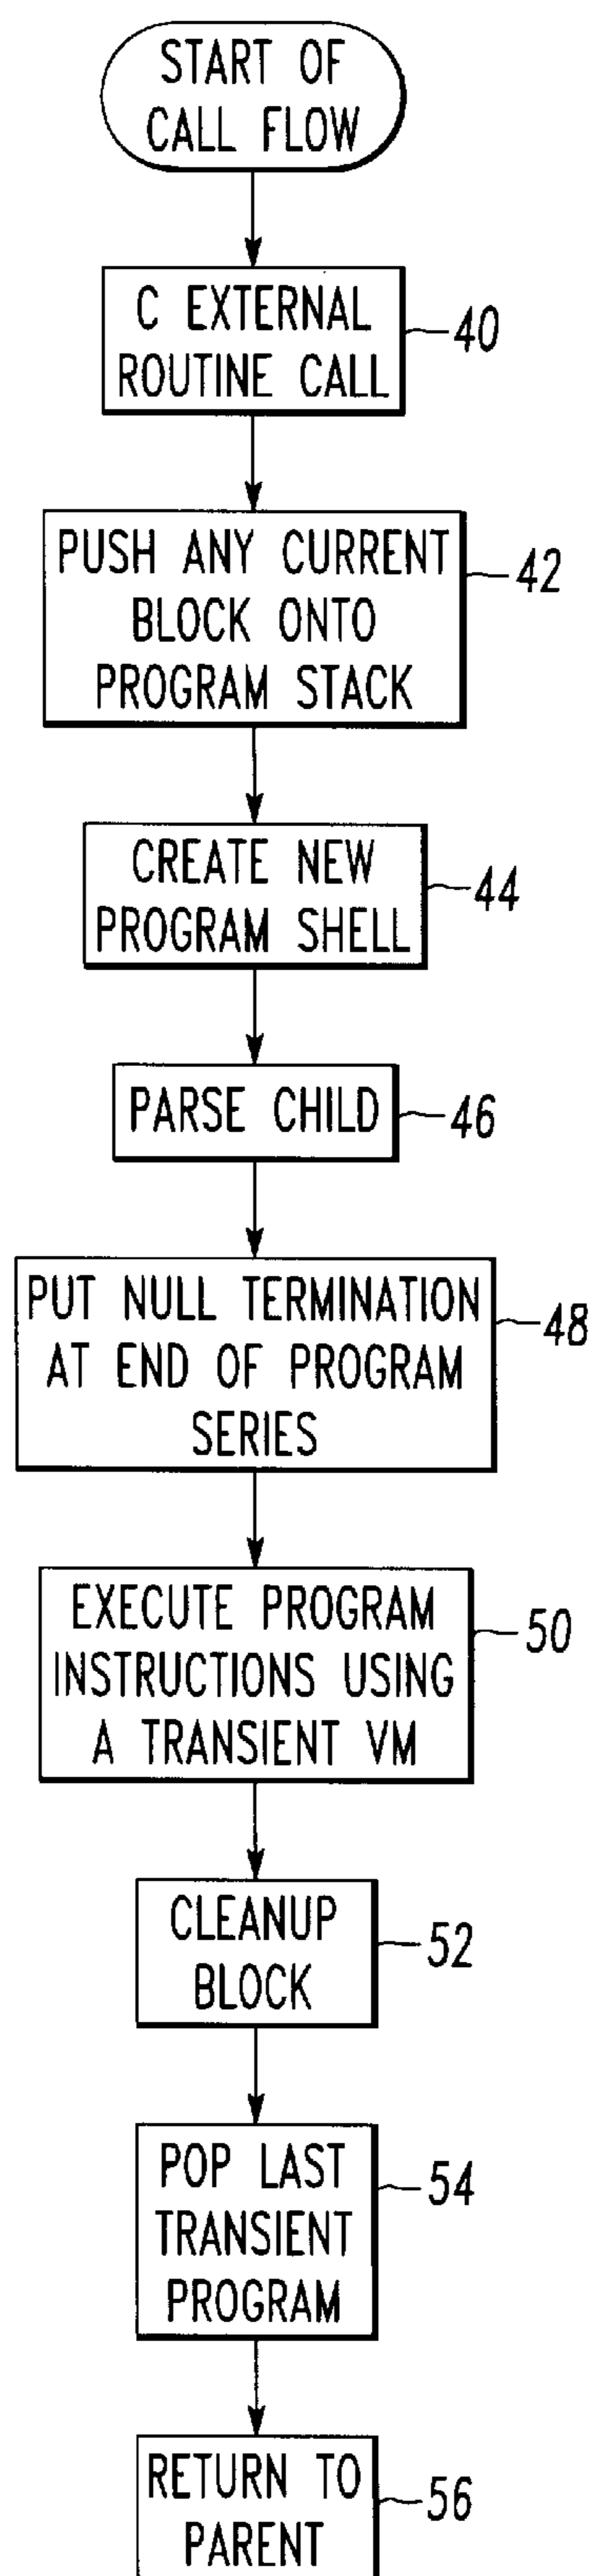 START OF
CALL FLOW
C EXTERNAL
ROUTINE CALL
40
PUSH ANY CURRENT
BLOCK ONTO
PROGRAM STACK
42
CREATE NEW
PROGRAM SHELL
44
PARSE CHILD
46
PUT NULL TERMINATION
AT END OF PROGRAM
SERIES
48
EXECUTE PROGRAM
INSTRUCTIONS USING
A TRANSIENT VM
50
CLEANUP
BLOCK
52
POP LAST
TRANSIENT
PROGRAM
54
RETURN TO
PARENT
56